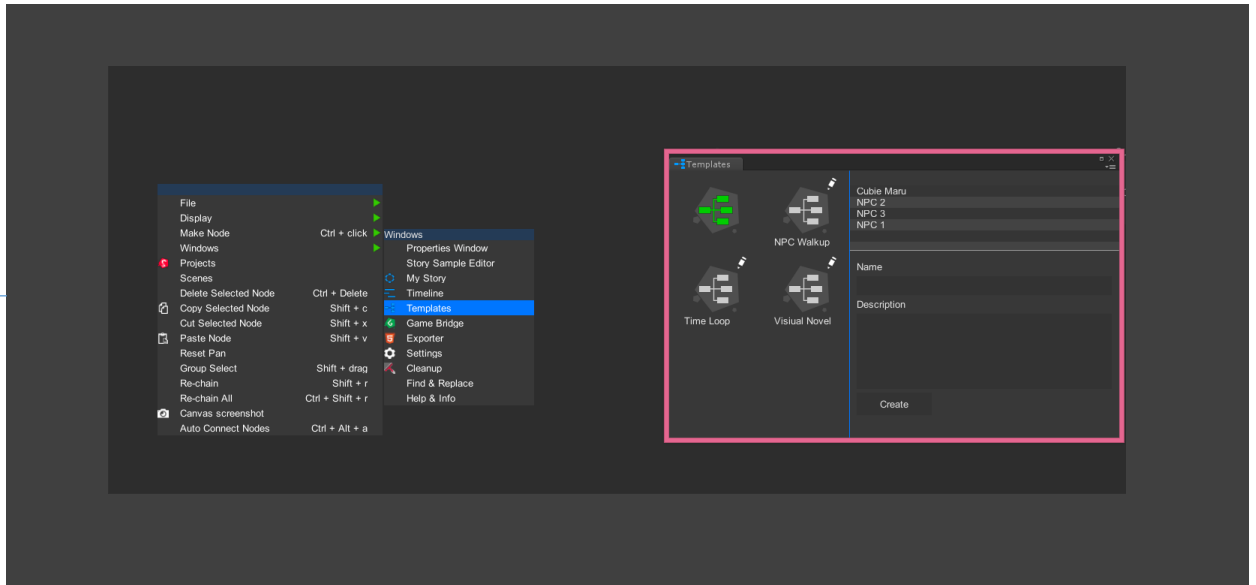 File
Display
Make Node Ctrl + click
Windows
Projects
Scenes
Delete Selected Node Ctrl + Delete
Copy Selected Node Shift + c
Cut Selected Node Shift + x
Paste Node Shift + v
Reset Pan
Group Select Shift + drag
Re-chain Shift + r
Re-chain All Ctrl + Shift + r
Canvas screenshot
Auto Connect Nodes Ctrl + Alt + a
Windows
Properties Window
Story Sample Editor
My Story
Timeline
Templates
Game Bridge
Exporter
Settings
Cleanup
Find & Replace
Help & Info
Templates
NPC Walkup
Time Loop
Visiual Novel
Cubie Maru
NPC 2
NPC 3
NPC 1
Name
Description
Create